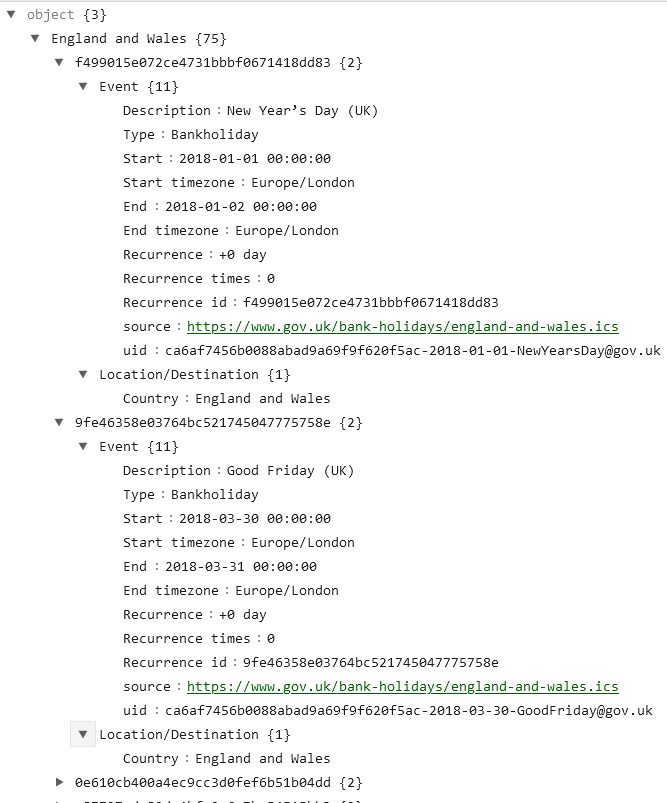 object {3}
England and Wales {75}
f499015e072ce4731bbbf0671418dd83 {2}
Event {11}
Description : New Year’s Day (UK)
Type : Bankholiday
Start : 2018-01-01 00:00:00
Start timezone : Europe/London
End : 2018-01-02 00:00:00
End timezone : Europe/London
Recurrence : +0 day
Recurrence times : 0
Recurrence id : f499015e072ce4731bbbf0671418dd83
source : https://www.gov.uk/bank-holidays/england-and-wales.ics
uid : ca6af7456b0088abad9a69f9f620f5ac-2018-01-01-NewYearsDay@gov.uk
Location/Destination {1}
Country : England and Wales
9fe46358e03764bc521745047775758e {2}
Event {11}
Description : Good Friday (UK)
Type : Bankholiday
Start : 2018-03-30 00:00:00
Start timezone : Europe/London
End : 2018-03-31 00:00:00
End timezone : Europe/London
Recurrence : +0 day
Recurrence times : 0
Recurrence id : 9fe46358e03764bc521745047775758e
source : https://www.gov.uk/bank-holidays/england-and-wales.ics
uid : ca6af7456b0088abad9a69f9f620f5ac-2018-03-30-GoodFriday@gov.uk
Location/Destination {1}
Country : England and Wales
0e610cb400a4ec9cc3d0fef6b51b04dd {2}